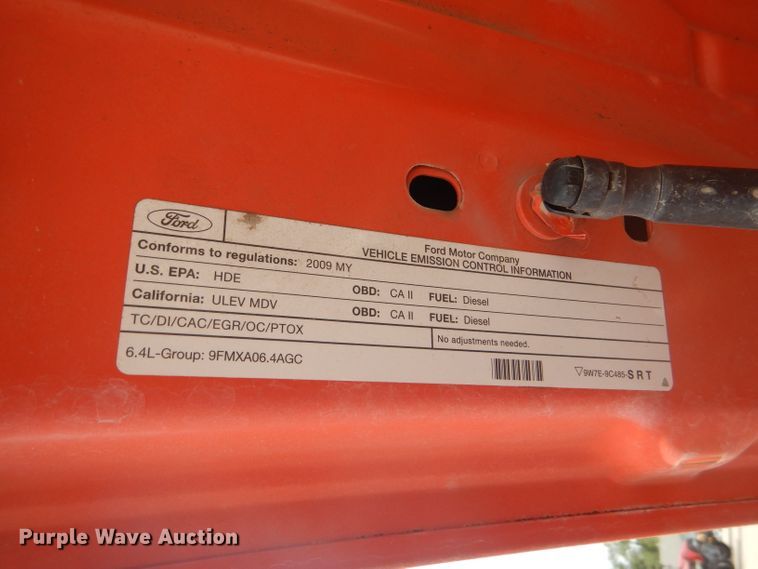 Ford
Ford Motor Company
VEHICLE EMISSION CONTROL INFORMATION
Conforms to regulations: 2009 MY
U.S. EPA: HDE OBD: CA II FUEL: Diesel
California: ULEV MDV OBD: CA II FUEL: Diesel
TC/DI/CAC/EGR/OC/PTOX No adjustments needed.
6.4L-Group: 9FMXA06.4AGC
9W7E-9C485-S R T
Purple Wave Auction